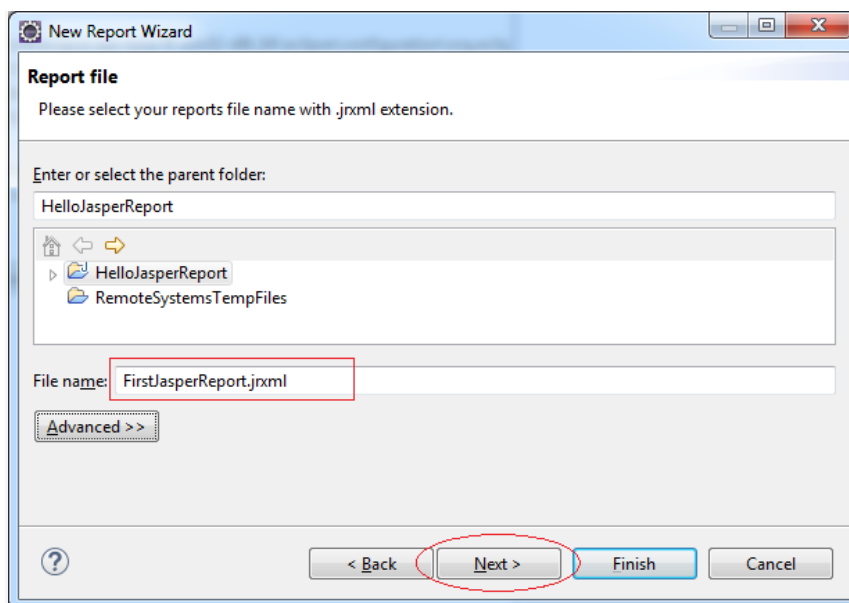 New Report Wizard
Report file
Please select your reports file name with .jrxml extension.
Enter or select the parent folder:
HelloJasperReport
HelloJasperReport
RemoteSystemsTempFiles
File name: FirstJasperReport.jrxml
Advanced >>
< Back Next > Finish Cancel